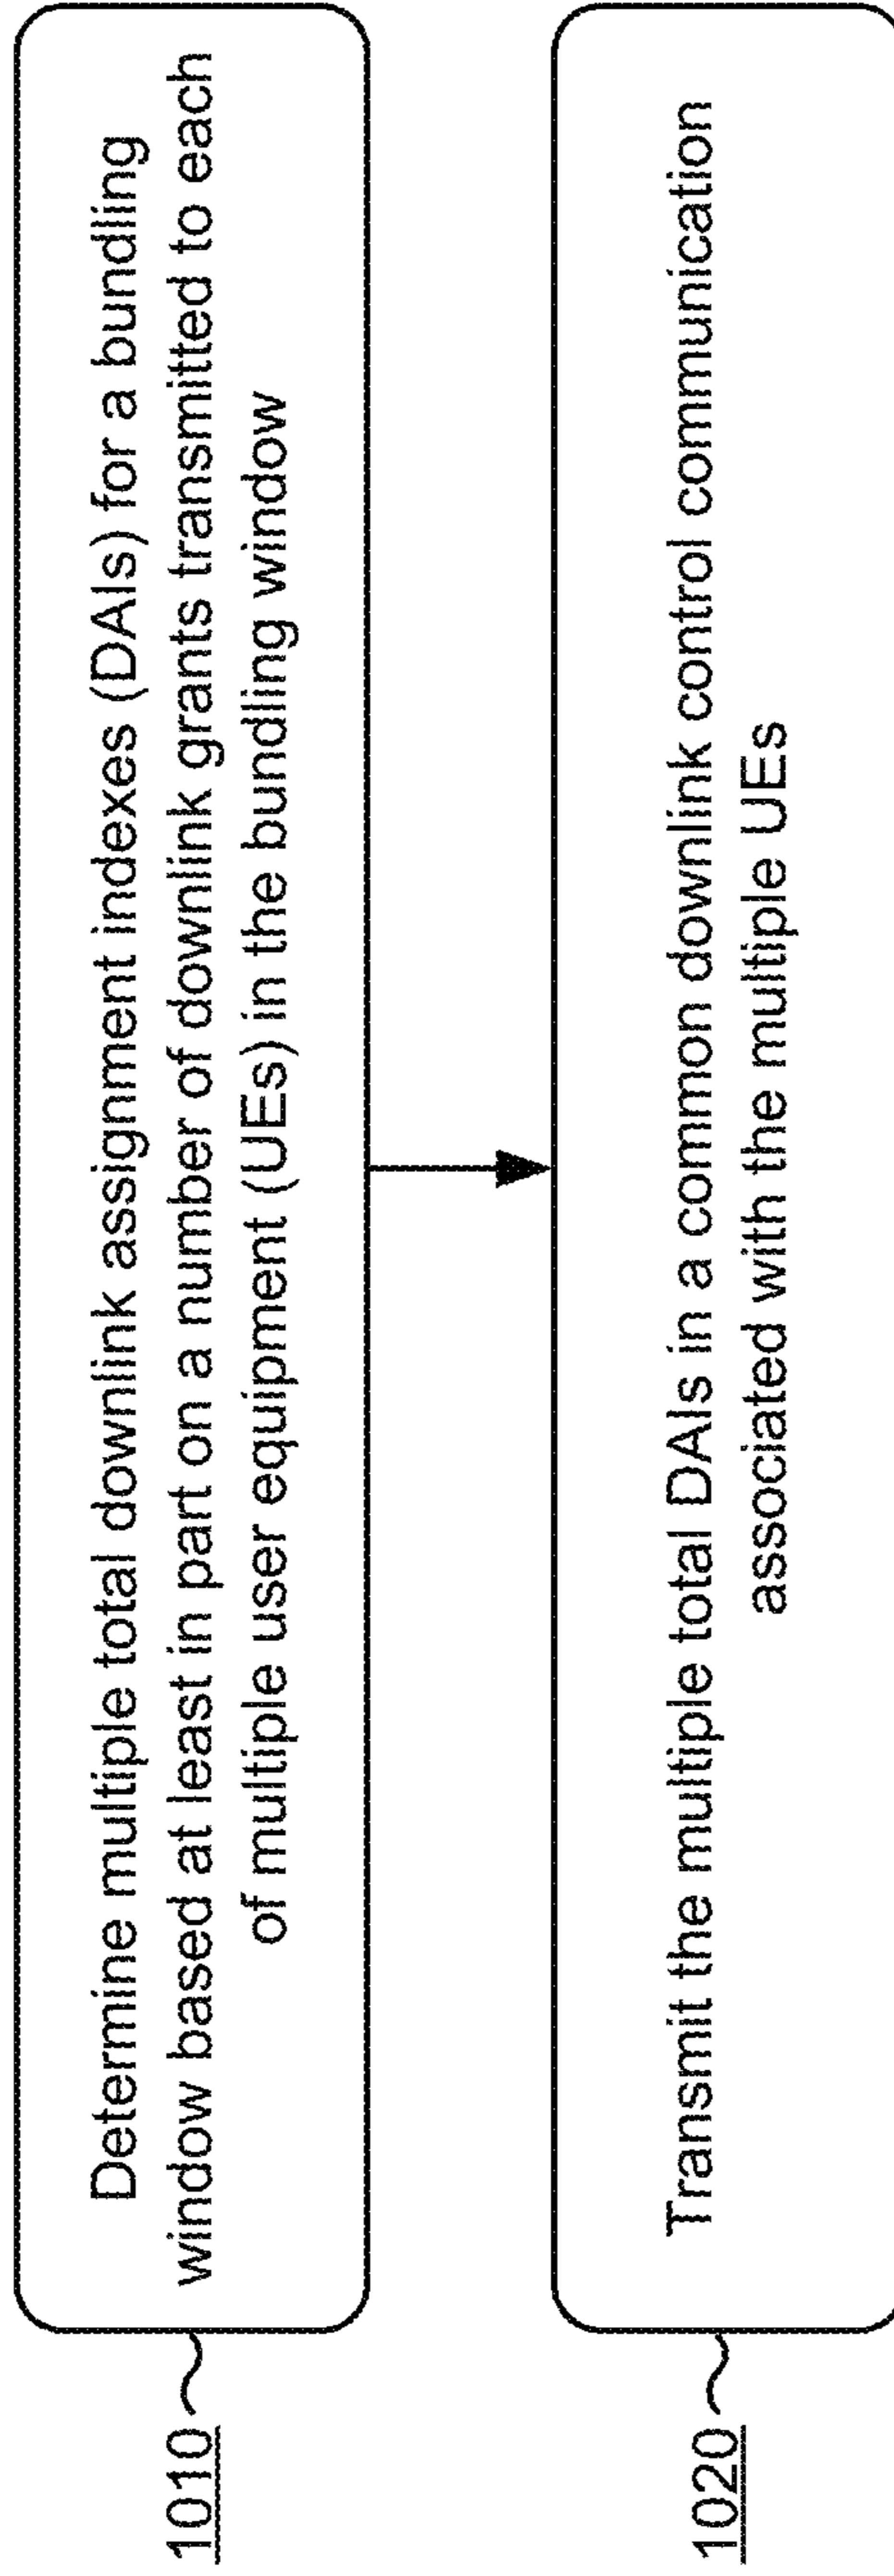 1010
Determine multiple total downlink assignment indexes (DAIs) for a bundling
window based at least in part on a number of downlink grants transmitted to each
of multiple user equipment (UEs) in the bundling window
1020
Transmit the multiple total DAIs in a common downlink control communication
associated with the multiple UEs